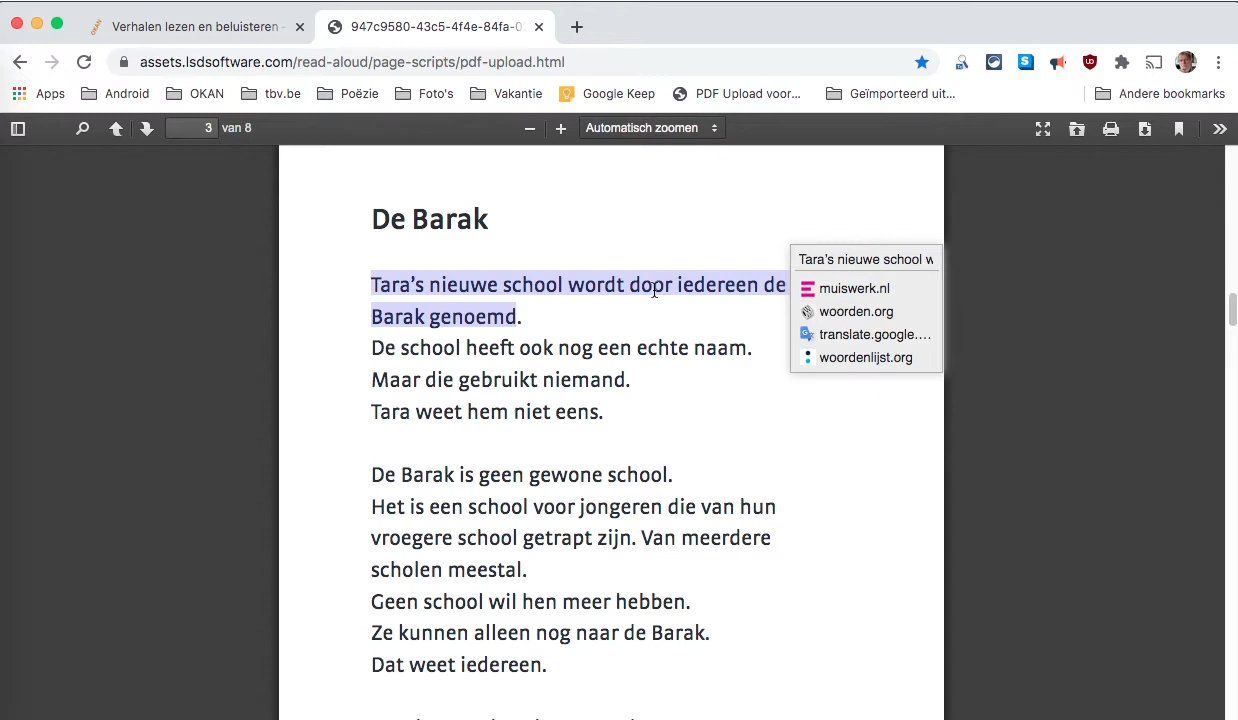 Verhalen lezen en beluisteren -
947c9580-43c5-4f4e-84fa-0
assets.lsdsoftware.com/read-aloud/page-scripts/pdf-upload.html
Apps Android OKAN tbv.be Poëzie Foto's Vakantie Google Keep PDF Upload voor... Geïmporteerd uit... Andere bookmarks
3 van 8 Automatisch zoomen
De Barak
Tara’s nieuwe school wordt door iedereen de
Barak genoemd.
De school heeft ook nog een echte naam.
Maar die gebruikt niemand.
Tara weet hem niet eens.
De Barak is geen gewone school.
Het is een school voor jongeren die van hun
vroegere school getrapt zijn. Van meerdere
scholen meestal.
Geen school wil hen meer hebben.
Ze kunnen alleen nog naar de Barak.
Dat weet iedereen.
Tara’s nieuwe school w
muiswerk.nl
woorden.org
translate.google....
woordenlijst.org